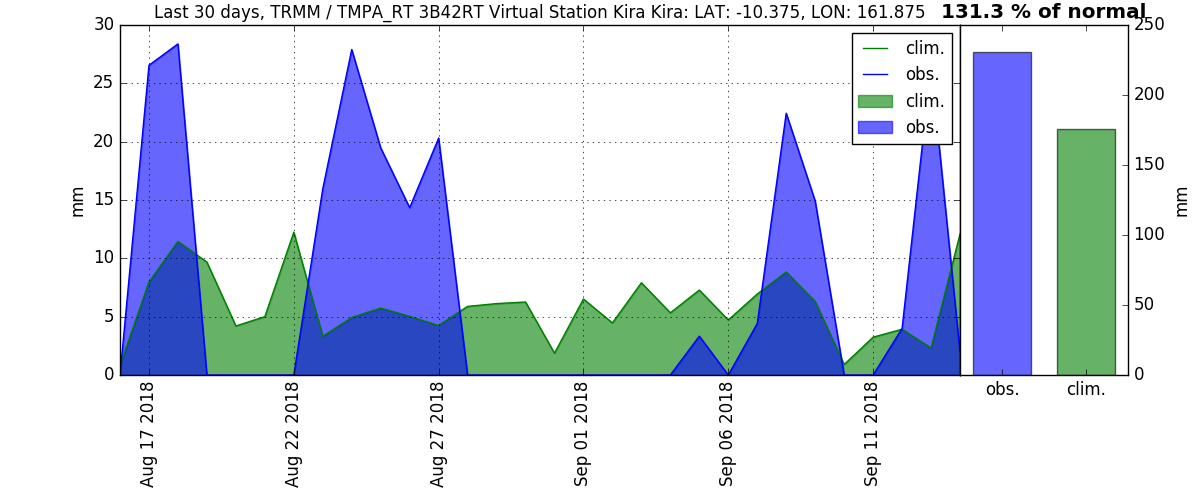 Last 30 days, TRMM / TMPA_RT 3B42RT Virtual Station Kira Kira: LAT: -10.375, LON: 161.875 131.3 % of normal
30
25
20
15
10
5
0
mm
clim.
obs.
clim.
obs.
250
200
150
100
50
0
mm
Aug 17 2018
Aug 22 2018
Aug 27 2018
Sep 01 2018
Sep 06 2018
Sep 11 2018
obs. clim.